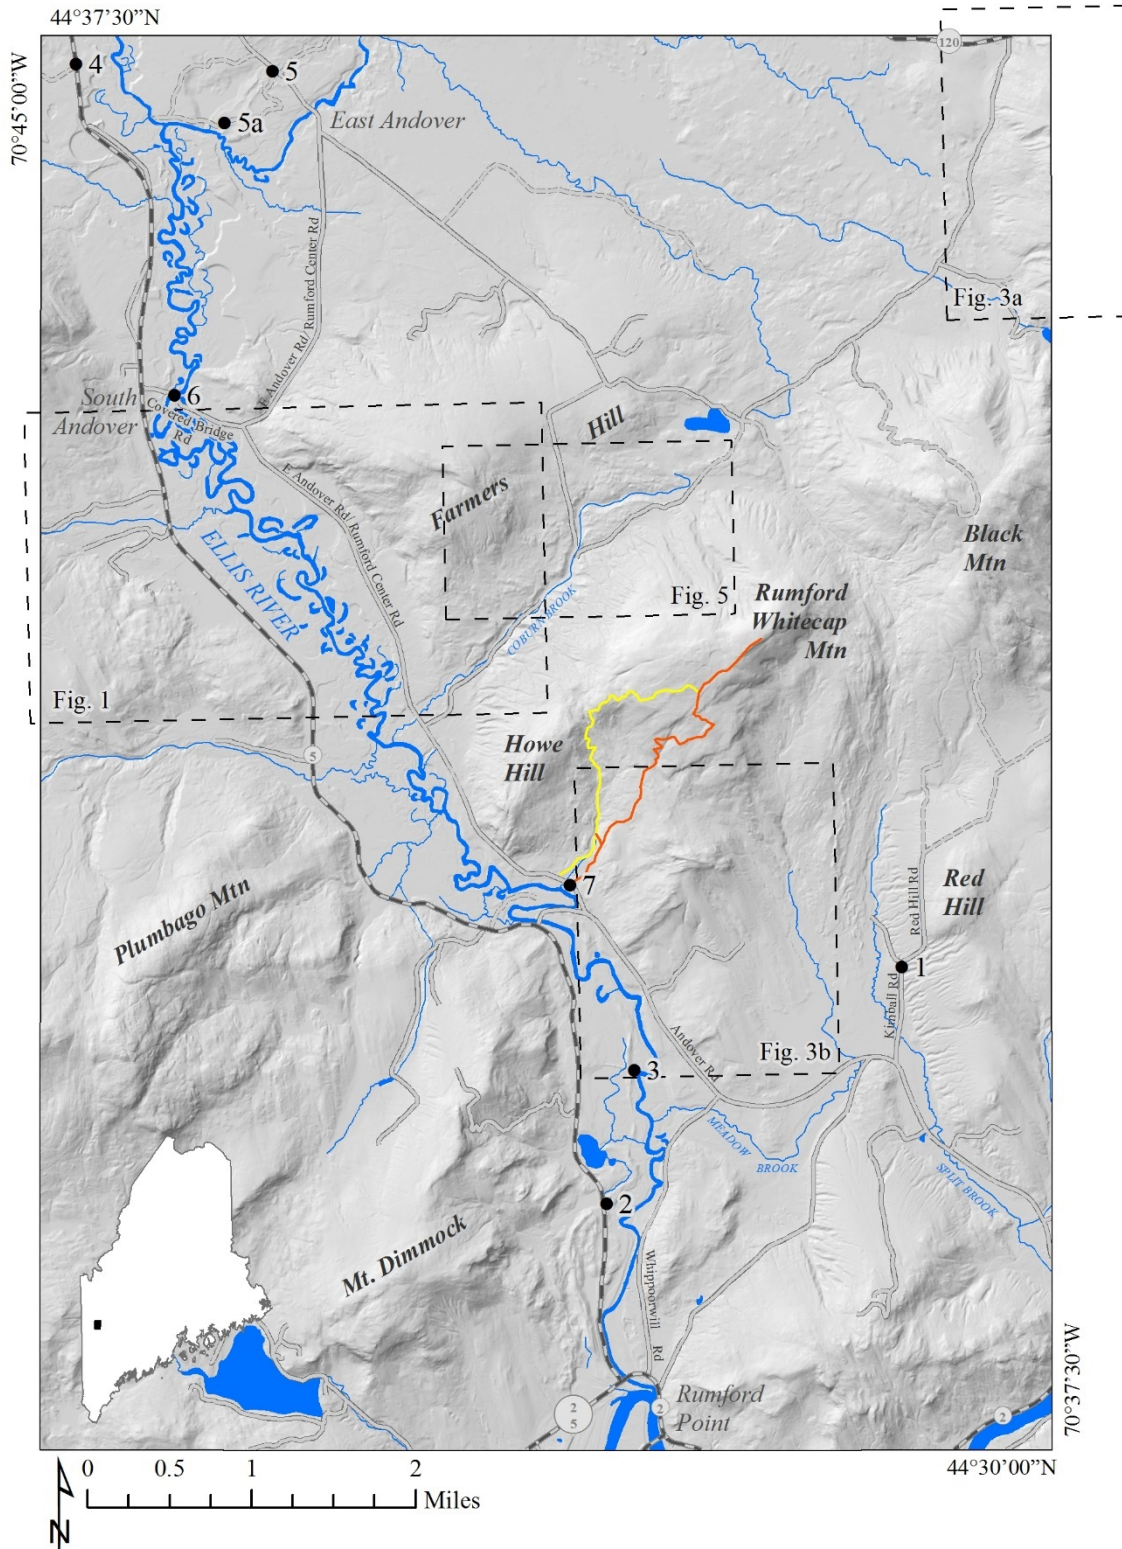 44°37'30"N
70°45'00"W
120
4
5
5a
East Andover
E Andover Rd/ Rumford Center Rd
Fig. 3a
6
South
Andover
Covered Bridge
Rd
Hill
Farmers
E Andover Rd/ Rumford Center Rd
ELLIS RIVER
Black
Mtn
Fig. 5
COBURN BROOK
Rumford
Whitecap
Mtn
Fig. 1
5
Howe
Hill
7
Plumbago Mtn
Red Hill Rd
Red
Hill
1
Kimball Rd
Andover Rd
Fig. 3b
3
MEADOW
BROOK
SPLIT BROOK
2
Mt. Dimmock
Whippoorwill
Rd
Rumford
Point
2
5
2
2
70°37'30"W
44°30'00"N
0 0.5 1 2
Miles
N